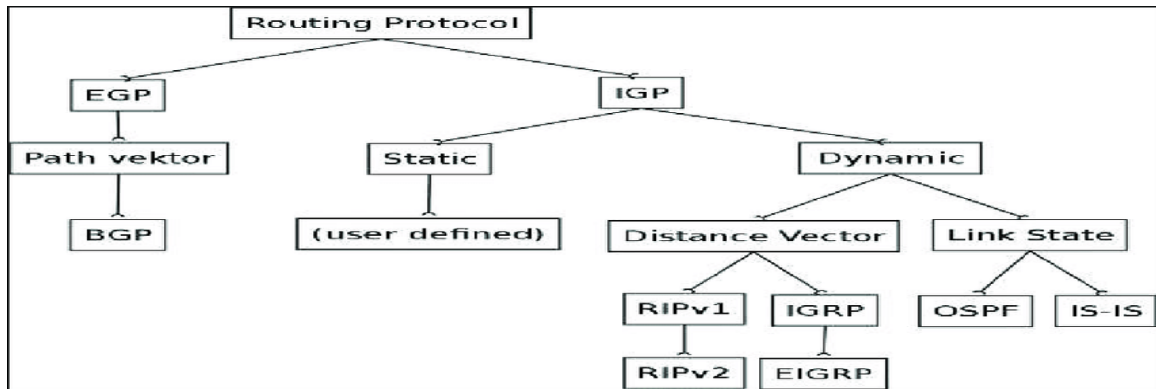 Routing Protocol
EGP
IGP
Path vektor
Static
Dynamic
BGP
(user defined)
Distance Vector
Link State
RIPv1
IGRP
OSPF
IS-IS
RIPv2
EIGRP